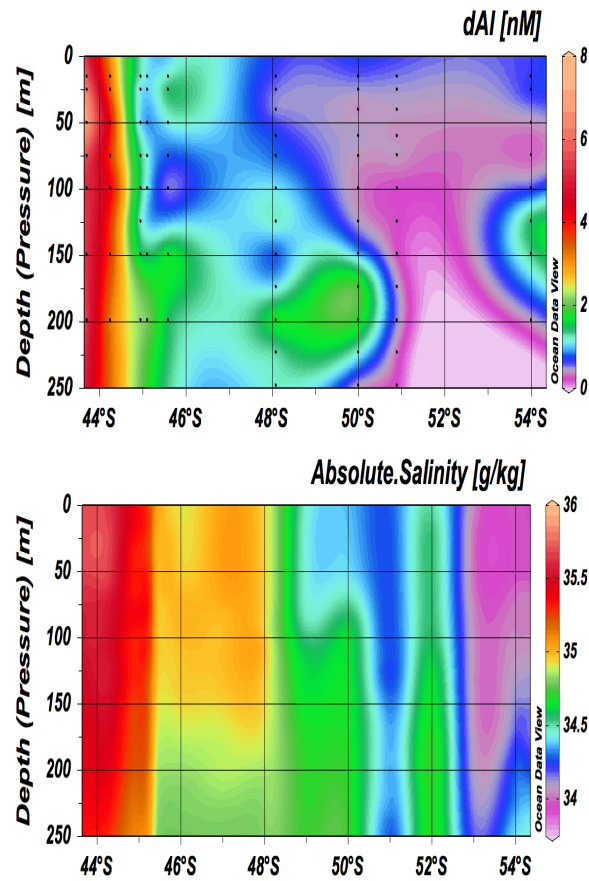 dAl [nM]
0
50
100
150
200
250
Depth (Pressure) [m]
44°S
46°S
48°S
50°S
52°S
54°S
8
6
4
2
0
Ocean Data View
Absolute.Salinity [g/kg]
0
50
100
150
200
250
Depth (Pressure) [m]
44°S
46°S
48°S
50°S
52°S
54°S
36
35.5
35
34.5
34
Ocean Data View